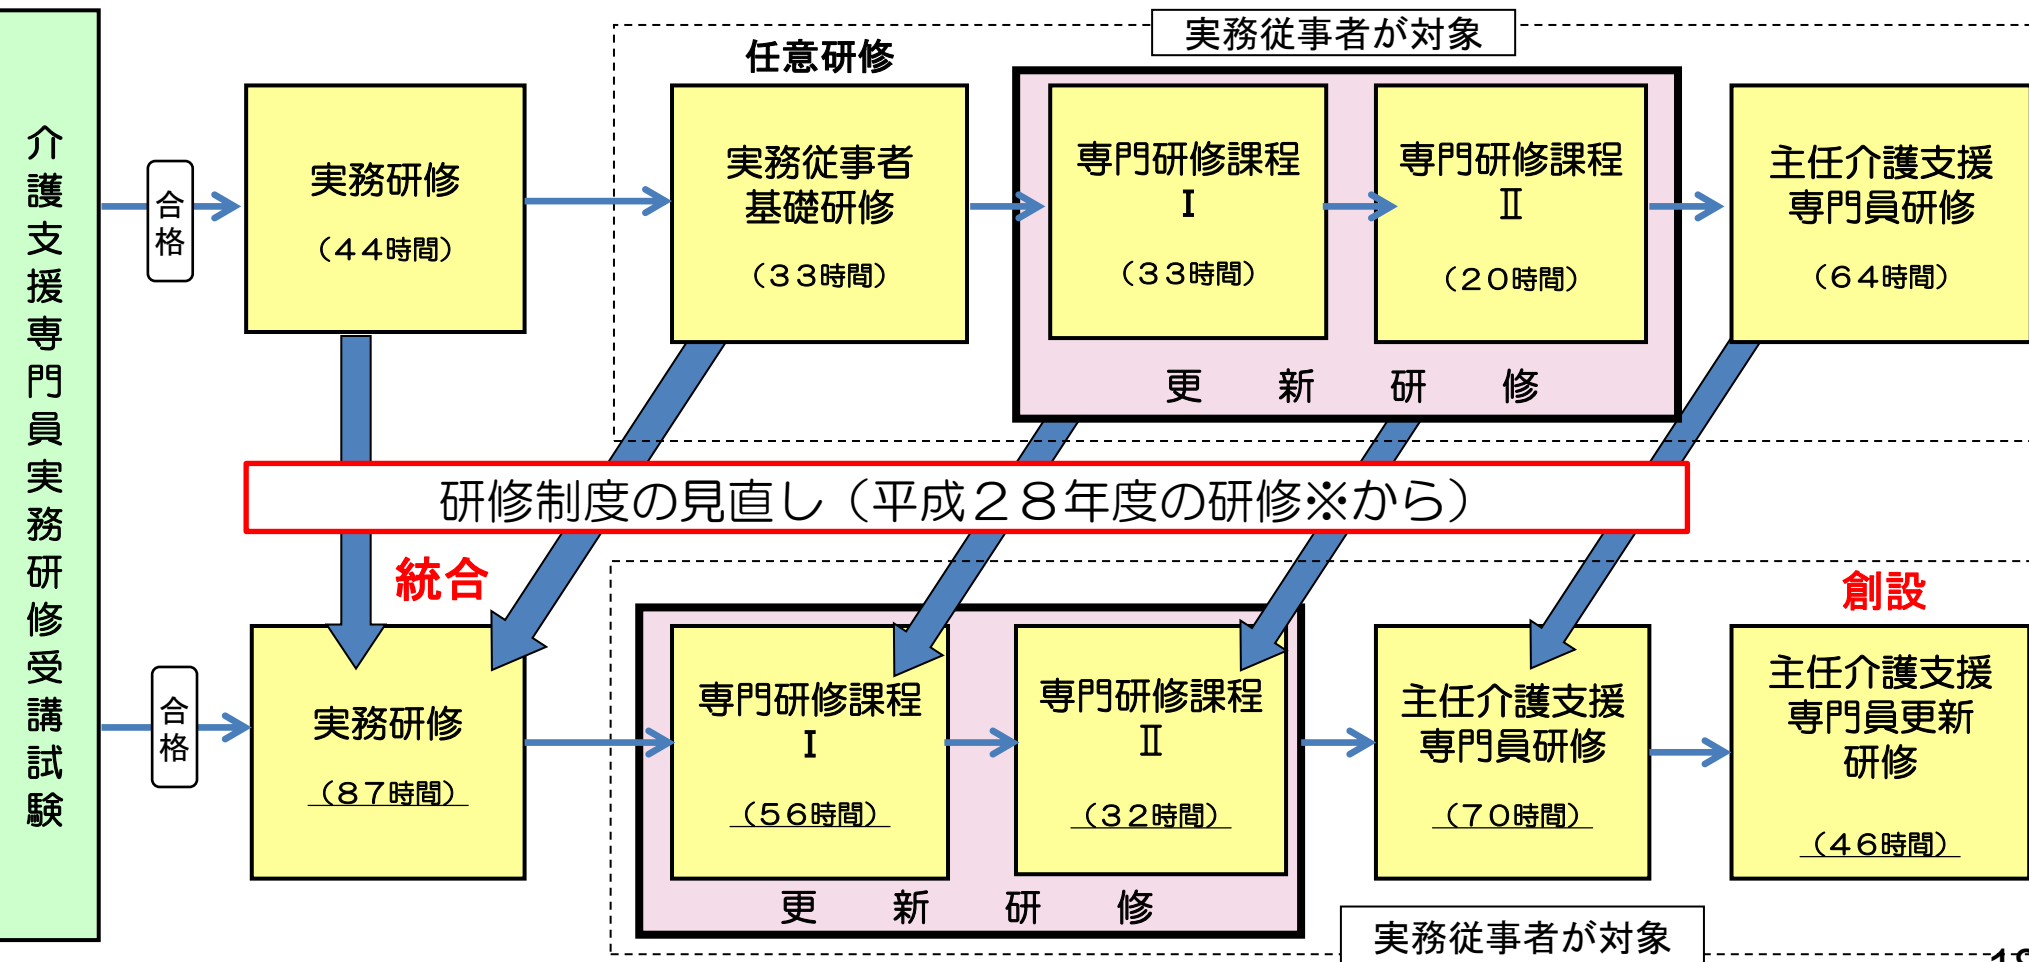 介護支援専門員実務研修受講試験
実務従事者が対象
任意研修
合格
実務研修
（４４時間）
実務従事者
基礎研修
（３３時間）
専門研修課程
Ⅰ
（３３時間）
専門研修課程
Ⅱ
（２０時間）
更新研修
主任介護支援
専門員研修
（６４時間）
研修制度の見直し（平成２８年度の研修※から）
統合
創設
合格
実務研修
（８７時間）
専門研修課程
Ⅰ
（５６時間）
専門研修課程
Ⅱ
（３２時間）
更新研修
主任介護支援
専門員研修
（７０時間）
主任介護支援
専門員更新
研修
（４６時間）
実務従事者が対象